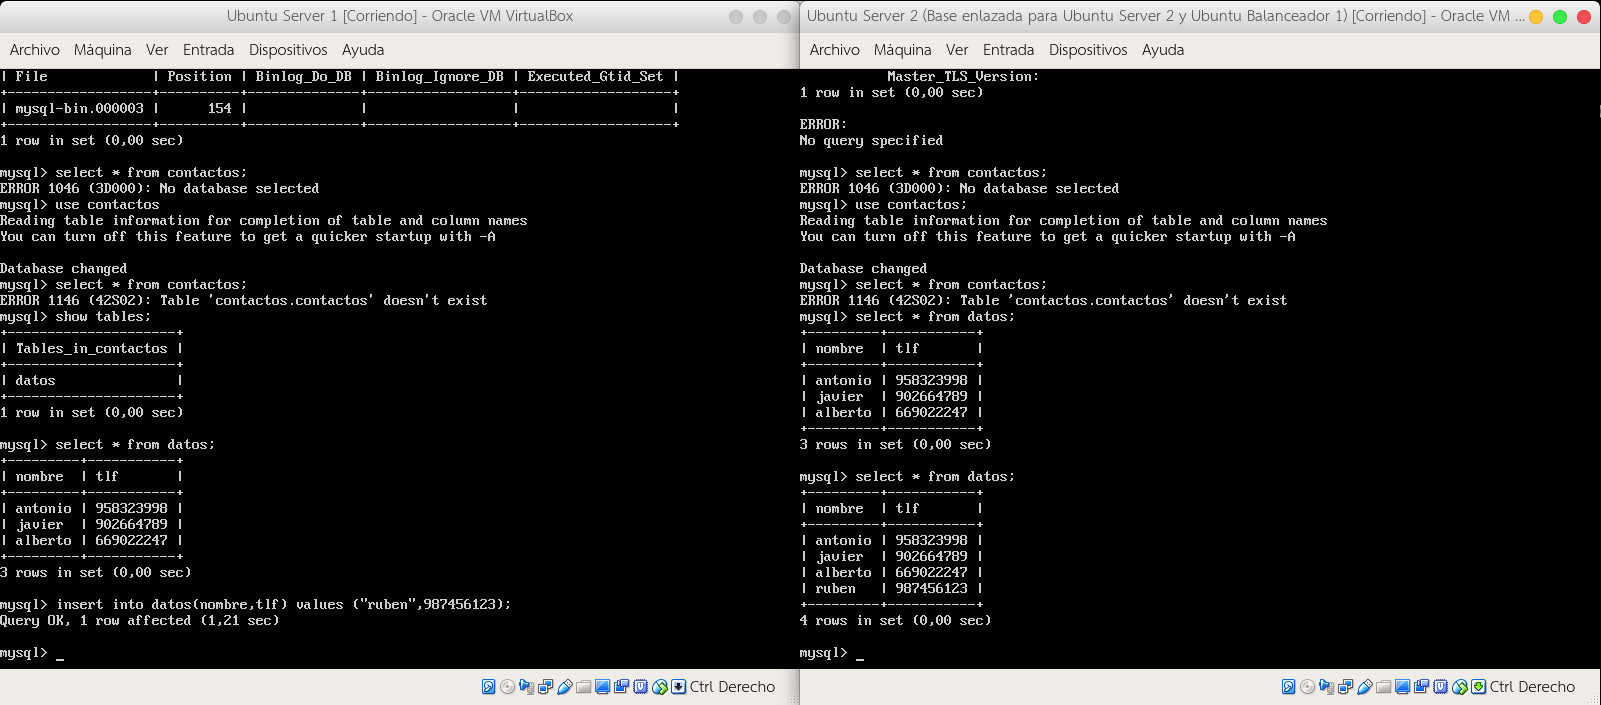 Ubuntu Server 1 [Corriendo] - Oracle VM VirtualBox
Archivo Máquina Ver Entrada Dispositivos Ayuda
| File | Position | Binlog_Do_DB | Binlog_Ignore_DB | Executed_Gtid_Set |
+------------------+----------+--------------+------------------+-------------------+
| mysql-bin.000003 | 154 | | | |
+------------------+----------+--------------+------------------+-------------------+
1 row in set (0,00 sec)
mysql> select * from contactos;
ERROR 1046 (3D000): No database selected
mysql> use contactos
Reading table information for completion of table and column names
You can turn off this feature to get a quicker startup with -A
Database changed
mysql> select * from contactos;
ERROR 1146 (42S02): Table 'contactos.contactos' doesn't exist
mysql> show tables;
+---------------------+
| Tables_in_contactos |
+---------------------+
| datos |
+---------------------+
1 row in set (0,00 sec)
mysql> select * from datos;
+---------+-----------+
| nombre | tlf |
+---------+-----------+
| antonio | 958323998 |
| javier | 902664789 |
| alberto | 669022247 |
+---------+-----------+
3 rows in set (0,00 sec)
mysql> insert into datos(nombre,tlf) values ("ruben",987456123);
Query OK, 1 row affected (1,21 sec)
mysql> _
Ctrl Derecho
Ubuntu Server 2 (Base enlazada para Ubuntu Server 2 y Ubuntu Balanceador 1) [Corriendo] - Oracle VM ...
Archivo Máquina Ver Entrada Dispositivos Ayuda
Master_TLS_Version:
1 row in set (0,00 sec)
ERROR:
No query specified
mysql> select * from contactos;
ERROR 1046 (3D000): No database selected
mysql> use contactos;
Reading table information for completion of table and column names
You can turn off this feature to get a quicker startup with -A
Database changed
mysql> select * from contactos;
ERROR 1146 (42S02): Table 'contactos.contactos' doesn't exist
mysql> select * from datos;
+---------+-----------+
| nombre | tlf |
+---------+-----------+
| antonio | 958323998 |
| javier | 902664789 |
| alberto | 669022247 |
+---------+-----------+
3 rows in set (0,00 sec)
mysql> select * from datos;
+---------+-----------+
| nombre | tlf |
+---------+-----------+
| antonio | 958323998 |
| javier | 902664789 |
| alberto | 669022247 |
| ruben | 987456123 |
+---------+-----------+
4 rows in set (0,00 sec)
mysql> _
Ctrl Derecho